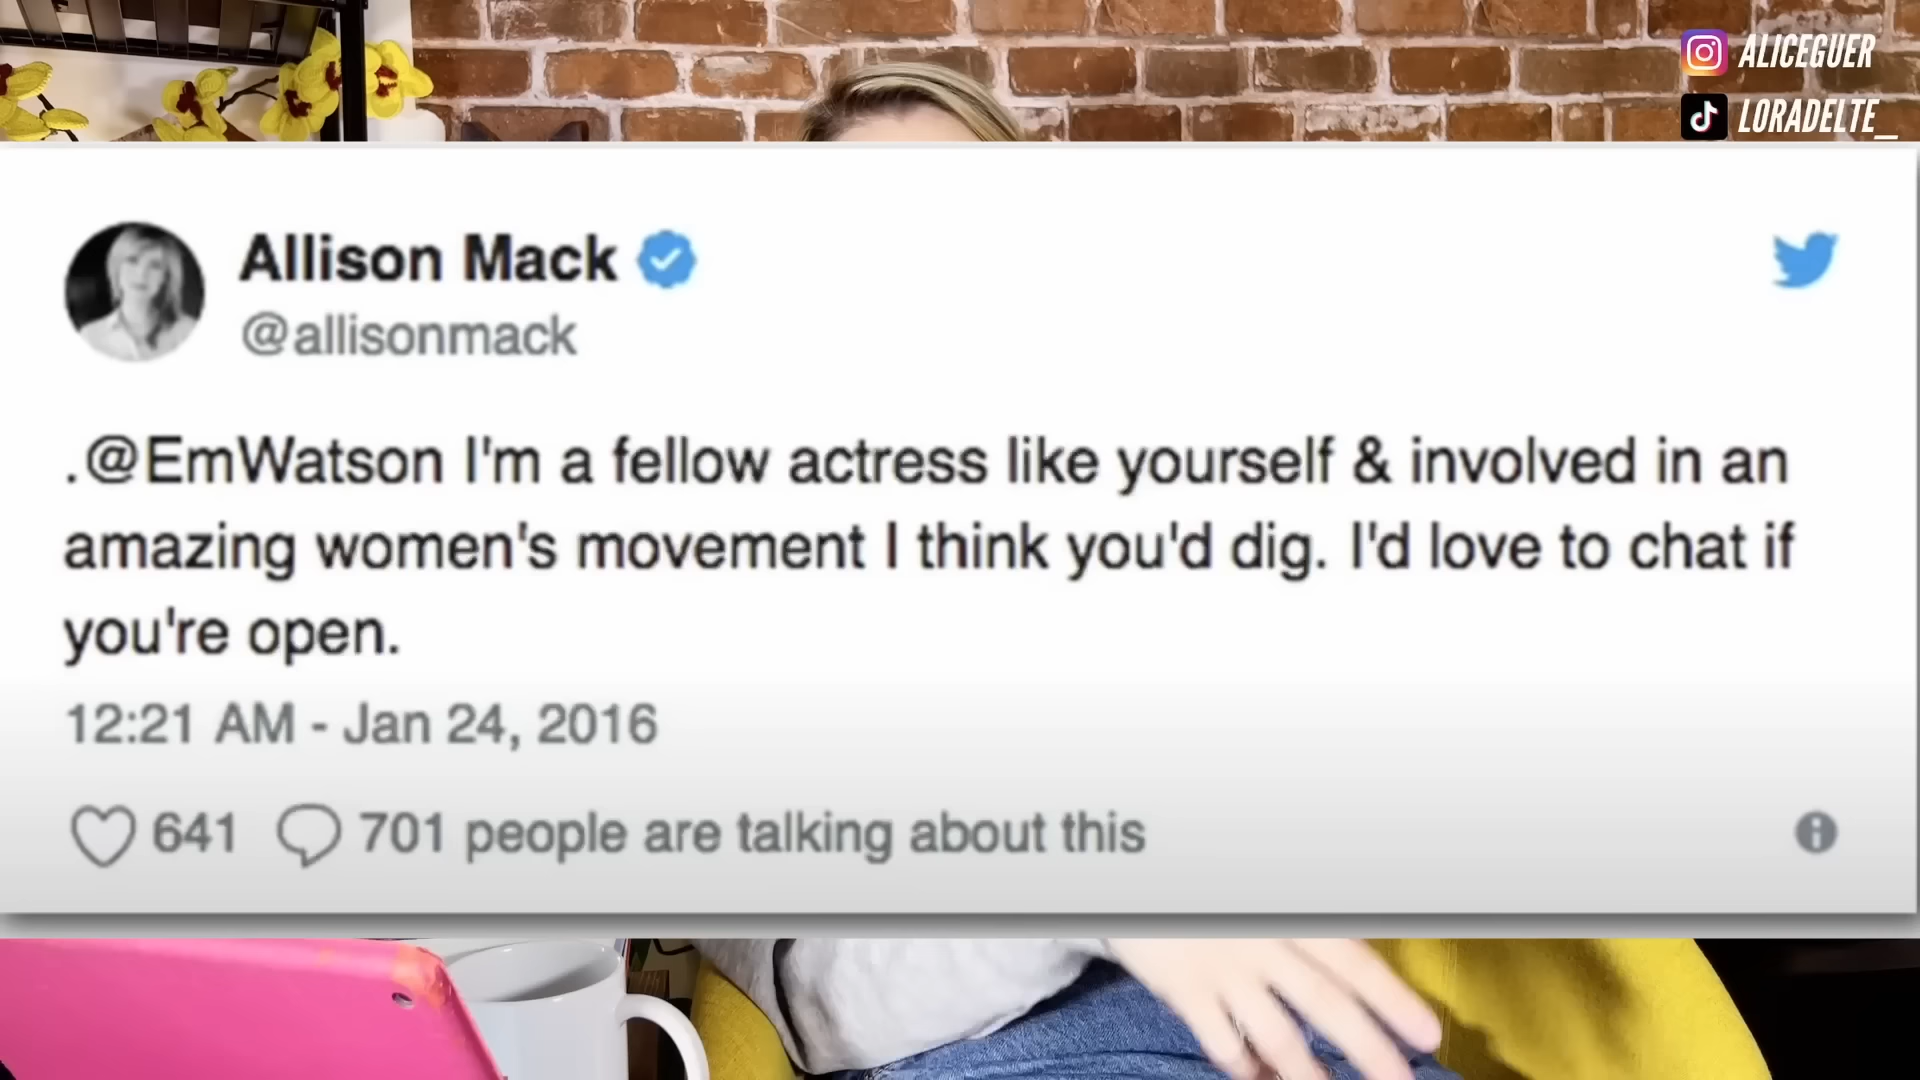 ALICEGUER
LORADELTE_
Allison Mack
@allisonmack
.@EmWatson I'm a fellow actress like yourself & involved in an
amazing women's movement I think you'd dig. I'd love to chat if
you're open.
12:21 AM - Jan 24, 2016
641 701 people are talking about this